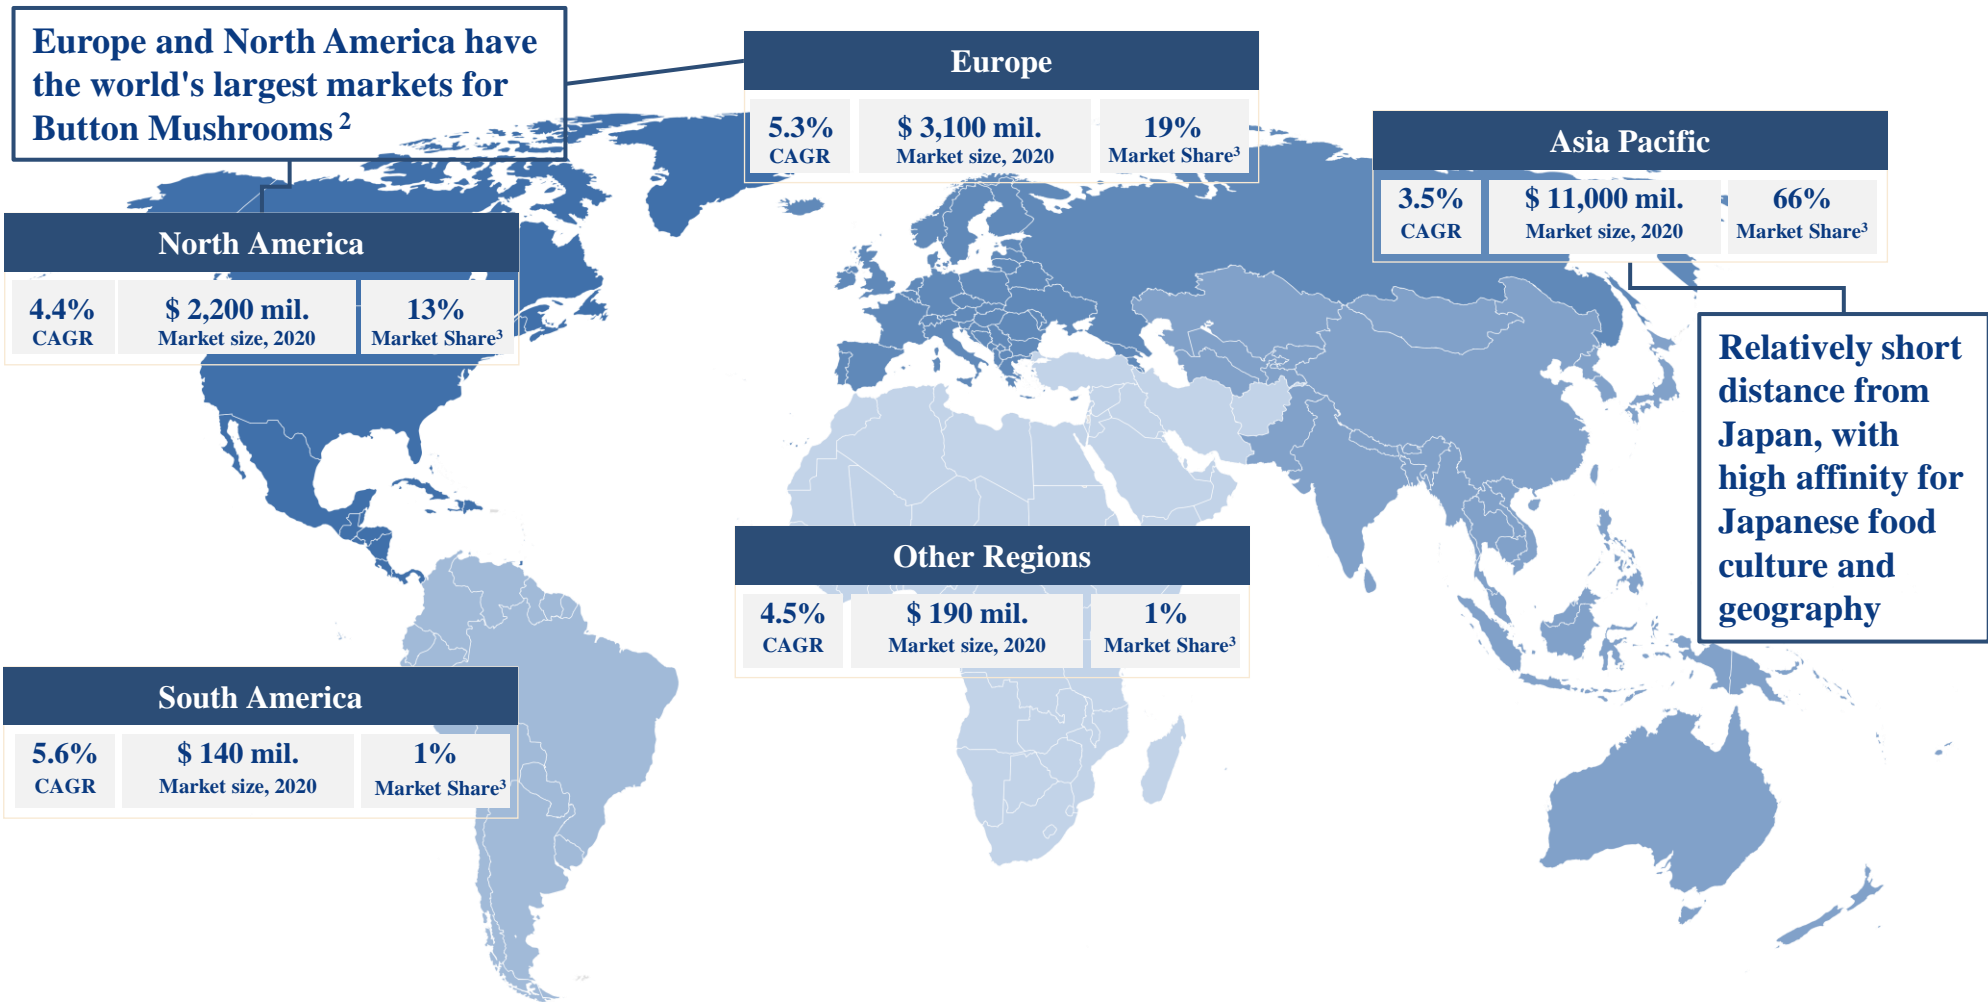 Europe and North America have
the world's largest markets for
Button Mushrooms ²
Europe
5.3%
CAGR
$ 3,100 mil.
Market size, 2020
19%
Market Share³
Asia Pacific
3.5%
CAGR
$ 11,000 mil.
Market size, 2020
66%
Market Share³
North America
4.4%
CAGR
$ 2,200 mil.
Market size, 2020
13%
Market Share³
Relatively short
distance from
Japan, with
high affinity for
Japanese food
culture and
geography
Other Regions
4.5%
CAGR
$ 190 mil.
Market size, 2020
1%
Market Share³
South America
5.6%
CAGR
$ 140 mil.
Market size, 2020
1%
Market Share³